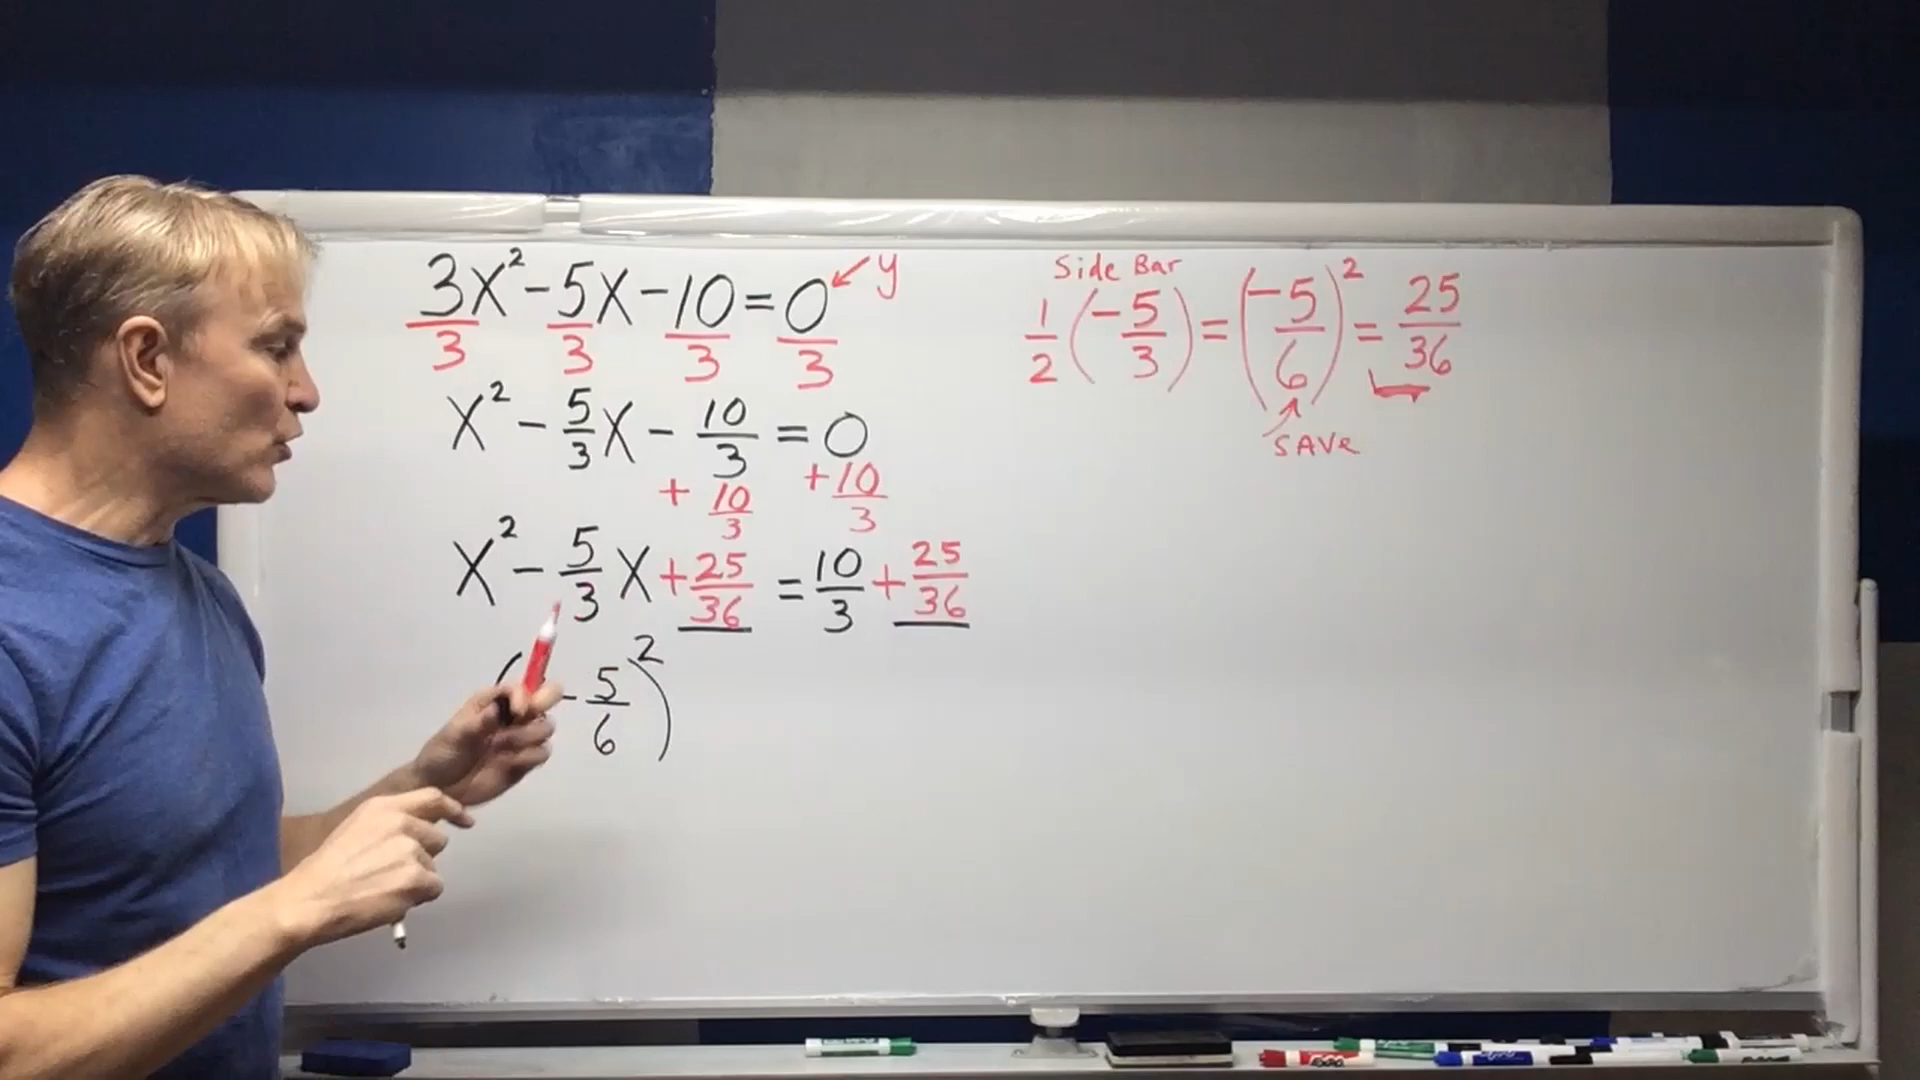 3x² - 5x - 10 = 0 ↙ y
3 3 3 3
x² - 5/3 x - 10/3 = 0
+ 10/3 + 10/3
x² - 5/3 x + 25/36 = 10/3 + 25/36
( - 5/6 )²
Side Bar
1/2 ( -5/3 ) = ( -5/6 )² = 25/36
SAVe